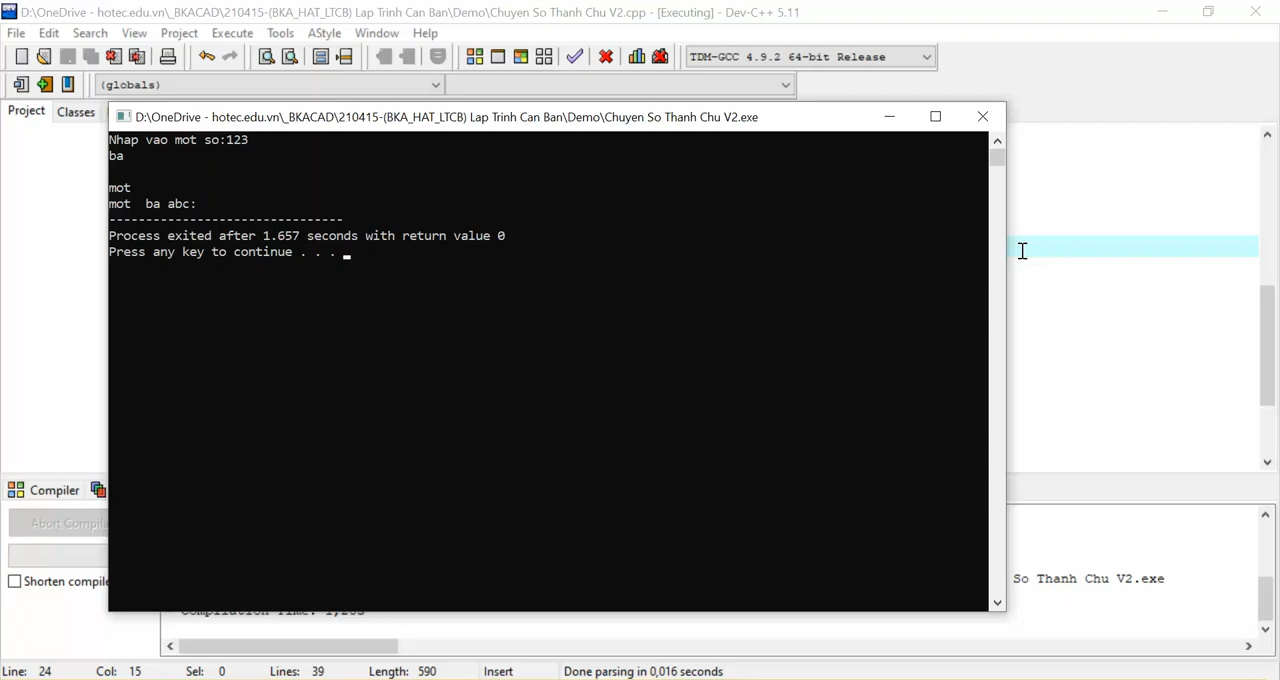 D:\OneDrive - hotec.edu.vn\_BKACAD\210415-(BKA_HAT_LTCB) Lap Trinh Can Ban\Demo\Chuyen So Thanh Chu V2.cpp - [Executing] - Dev-C++ 5.11
File Edit Search View Project Execute Tools AStyle Window Help
TDM-GCC 4.9.2 64-bit Release
(globals)
Project Classes
D:\OneDrive - hotec.edu.vn\_BKACAD\210415-(BKA_HAT_LTCB) Lap Trinh Can Ban\Demo\Chuyen So Thanh Chu V2.exe
Nhap vao mot so:123
ba
mot
mot  ba abc:
--------------------------------
Process exited after 1.657 seconds with return value 0
Press any key to continue . . .
Compiler
Abort Compile
Shorten compile
So Thanh Chu V2.exe
Line: 24 Col: 15 Sel: 0 Lines: 39 Length: 590 Insert Done parsing in 0,016 seconds